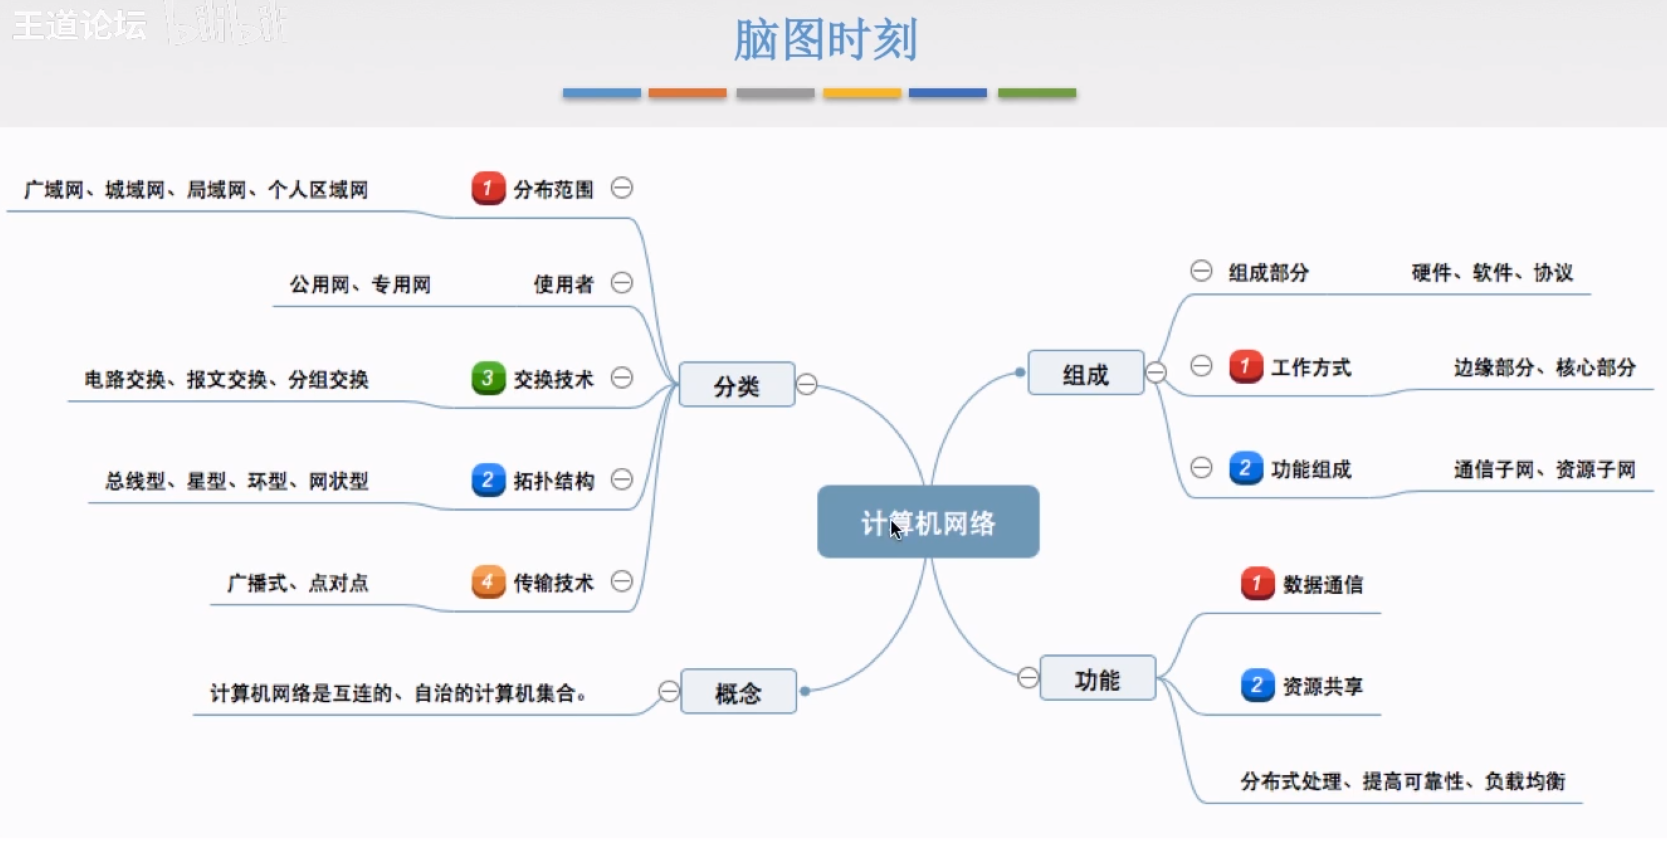 王道论坛 bilibili
脑图时刻
广域网、城域网、局域网、个人区域网 1 分布范围
公用网、专用网 使用者
电路交换、报文交换、分组交换 3 交换技术
总线型、星型、环型、网状型 2 拓扑结构
广播式、点对点 4 传输技术
分类
计算机网络是互连的、自治的计算机集合。
概念
计算机网络
组成
组成部分 硬件、软件、协议
1 工作方式 边缘部分、核心部分
2 功能组成 通信子网、资源子网
功能
1 数据通信
2 资源共享
分布式处理、提高可靠性、负载均衡